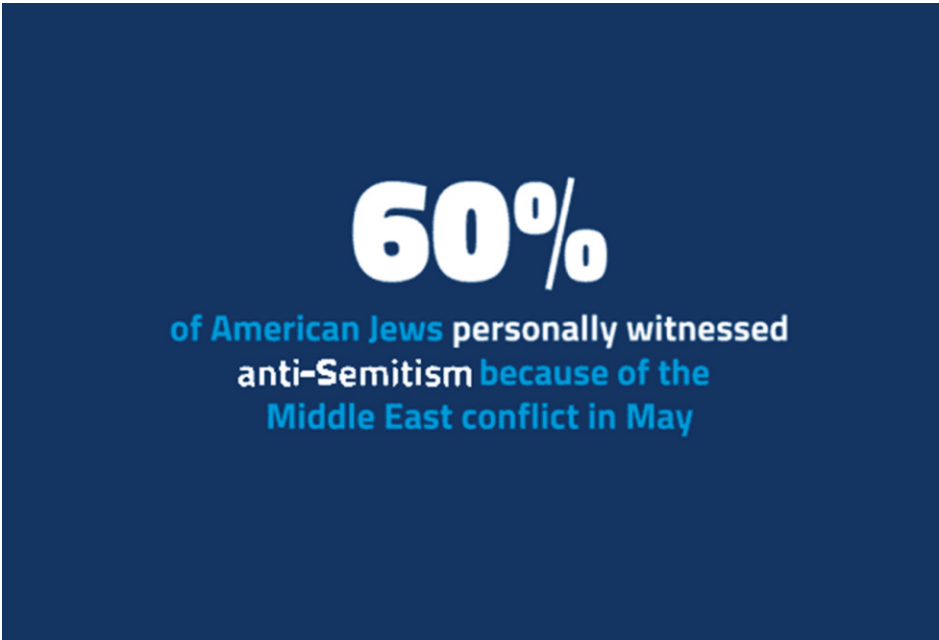 60%
of American Jews personally witnessed
anti-Semitism because of the
Middle East conflict in May